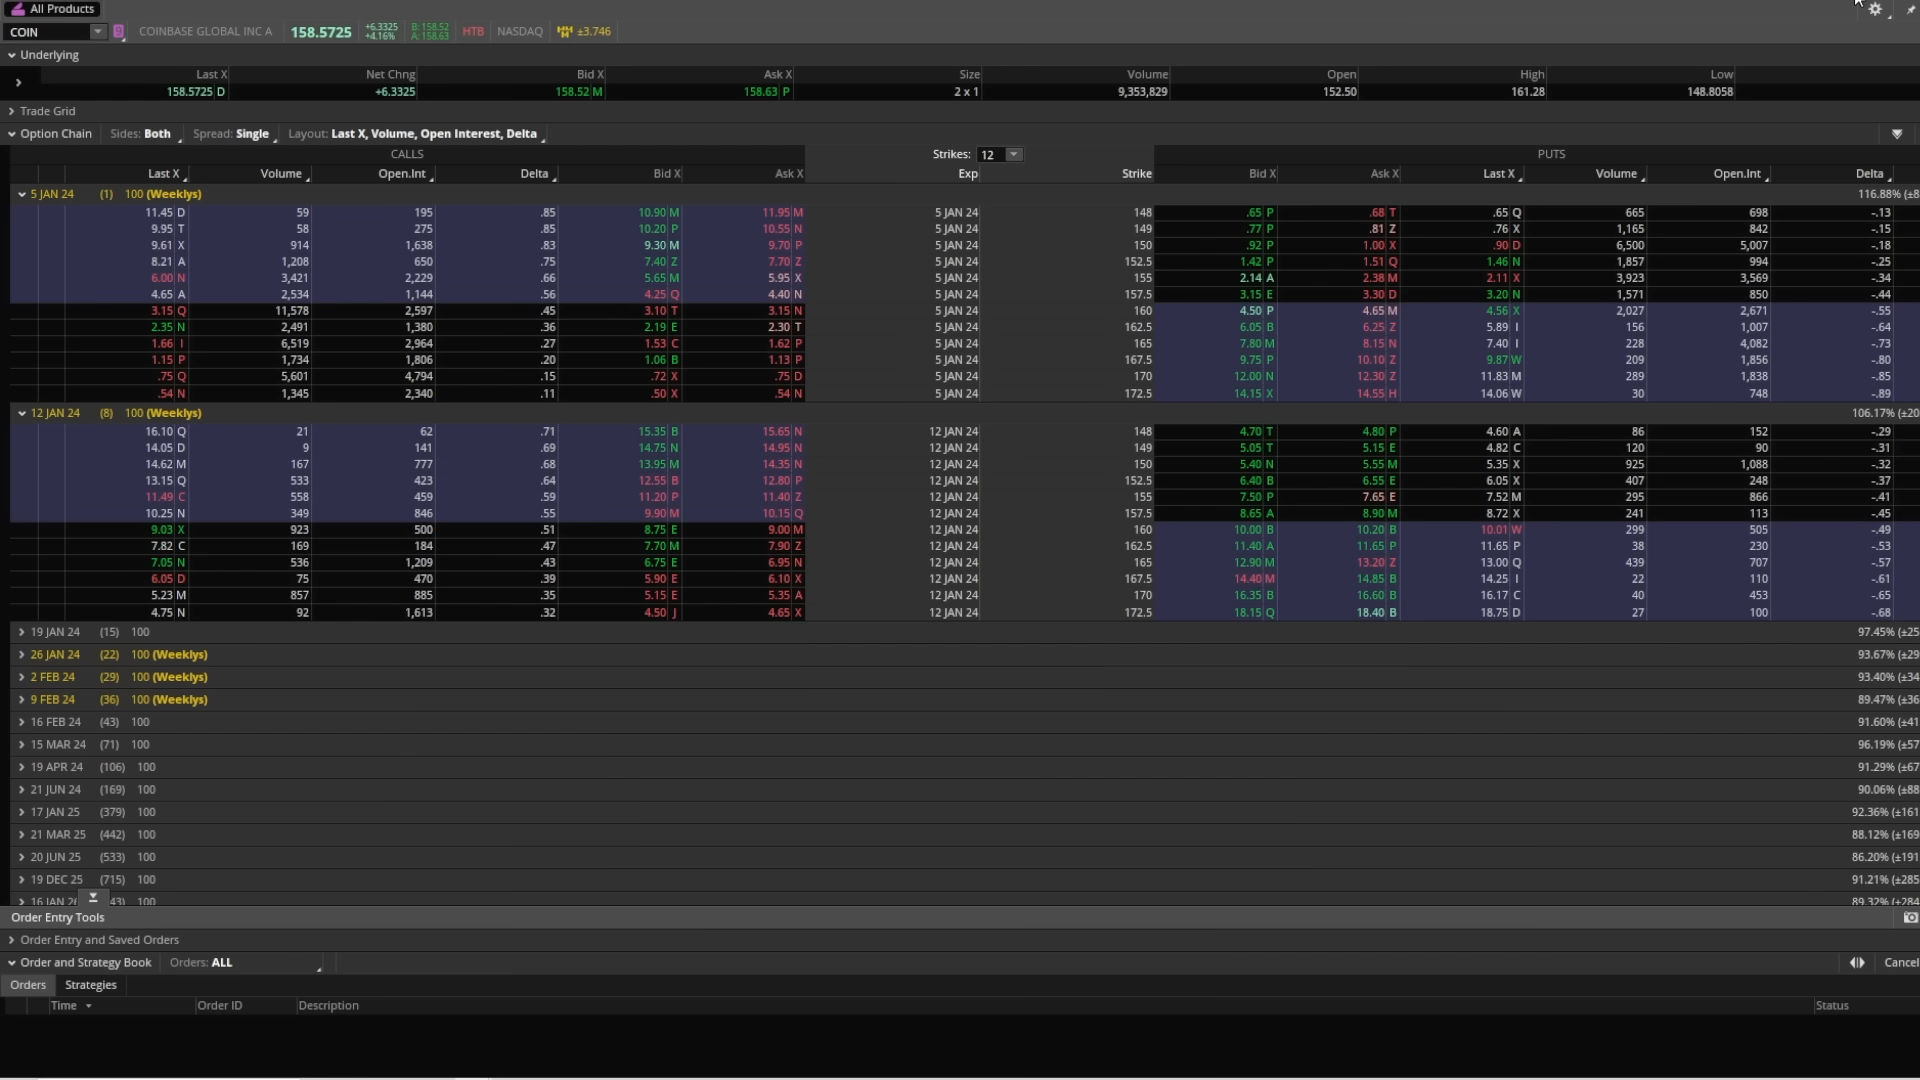 All Products
COIN 9 COINBASE GLOBAL INC A 158.5725 +6.3325 +4.16% B: 158.52 A: 158.63 HTB NASDAQ ±3.746
Underlying
Last X Net Chng Bid X Ask X Size Volume Open High Low
158.5725 D +6.3325 158.52 M 158.63 P 2 x 1 9,353,829 152.50 161.28 148.8058
Trade Grid
Option Chain Sides: Both Spread: Single Layout: Last X, Volume, Open Interest, Delta
CALLS Strikes: 12 PUTS
Last X Volume Open.Int Delta Bid X Ask X Exp Strike Bid X Ask X Last X Volume Open.Int Delta
5 JAN 24 (1) 100 (Weeklys) 116.88% (±8
11.45 D 59 195 .85 10.90 M 11.95 M 5 JAN 24 148 .65 P .68 T .65 Q 665 698 -.13
9.95 T 58 275 .85 10.20 P 10.55 N 5 JAN 24 149 .77 P .81 Z .76 X 1,165 842 -.15
9.61 X 914 1,638 .83 9.30 M 9.70 P 5 JAN 24 150 .92 P 1.00 X .90 D 6,500 5,007 -.18
8.21 A 1,208 650 .75 7.40 Z 7.70 Z 5 JAN 24 152.5 1.42 P 1.51 Q 1.46 N 1,857 994 -.25
6.00 N 3,421 2,229 .66 5.65 M 5.95 X 5 JAN 24 155 2.14 A 2.38 M 2.11 X 3,923 3,569 -.34
4.65 A 2,534 1,144 .56 4.25 Q 4.40 N 5 JAN 24 157.5 3.15 E 3.30 D 3.20 N 1,571 850 -.44
3.15 Q 11,578 2,597 .45 3.10 T 3.15 N 5 JAN 24 160 4.50 P 4.65 M 4.56 X 2,027 2,671 -.55
2.35 N 2,491 1,380 .36 2.19 E 2.30 T 5 JAN 24 162.5 6.05 B 6.25 Z 5.89 I 156 1,007 -.64
1.66 I 6,519 2,964 .27 1.53 C 1.62 P 5 JAN 24 165 7.80 M 8.15 N 7.40 I 228 4,082 -.73
1.15 P 1,734 1,806 .20 1.06 B 1.13 P 5 JAN 24 167.5 9.75 P 10.10 Z 9.87 W 209 1,856 -.80
.75 Q 5,601 4,794 .15 .72 X .75 D 5 JAN 24 170 12.00 N 12.30 Z 11.83 M 289 1,838 -.85
.54 N 1,345 2,340 .11 .50 X .54 N 5 JAN 24 172.5 14.15 X 14.55 H 14.06 W 30 748 -.89
12 JAN 24 (8) 100 (Weeklys) 106.17% (±20
16.10 Q 21 62 .71 15.35 B 15.65 N 12 JAN 24 148 4.70 T 4.80 P 4.60 A 86 152 -.29
14.05 D 9 141 .69 14.75 N 14.95 N 12 JAN 24 149 5.05 T 5.15 E 4.82 C 120 90 -.31
14.62 M 167 777 .68 13.95 M 14.35 N 12 JAN 24 150 5.40 N 5.55 M 5.35 X 925 1,088 -.32
13.15 Q 533 423 .64 12.55 B 12.80 P 12 JAN 24 152.5 6.40 B 6.55 E 6.05 X 407 248 -.37
11.49 C 558 459 .59 11.20 P 11.40 Z 12 JAN 24 155 7.50 P 7.65 E 7.52 M 295 866 -.41
10.25 N 349 846 .55 9.90 M 10.15 Q 12 JAN 24 157.5 8.65 A 8.90 M 8.72 X 241 113 -.45
9.03 X 923 500 .51 8.75 E 9.00 M 12 JAN 24 160 10.00 B 10.20 B 10.01 W 299 505 -.49
7.82 C 169 184 .47 7.70 M 7.90 Z 12 JAN 24 162.5 11.40 A 11.65 P 11.65 P 38 230 -.53
7.05 N 536 1,209 .43 6.75 E 6.95 N 12 JAN 24 165 12.90 M 13.20 Z 13.00 Q 439 707 -.57
6.05 D 75 470 .39 5.90 E 6.10 X 12 JAN 24 167.5 14.40 M 14.85 B 14.25 I 22 110 -.61
5.23 M 857 885 .35 5.15 E 5.35 A 12 JAN 24 170 16.35 B 16.60 B 16.17 C 40 453 -.65
4.75 N 92 1,613 .32 4.50 J 4.65 X 12 JAN 24 172.5 18.15 Q 18.40 B 18.75 D 27 100 -.68
19 JAN 24 (15) 100 97.45% (±25
26 JAN 24 (22) 100 (Weeklys) 93.67% (±29
2 FEB 24 (29) 100 (Weeklys) 93.40% (±34
9 FEB 24 (36) 100 (Weeklys) 89.47% (±36
16 FEB 24 (43) 100 91.60% (±41
15 MAR 24 (71) 100 96.19% (±57
19 APR 24 (106) 100 91.29% (±67
21 JUN 24 (169) 100 90.06% (±88
17 JAN 25 (379) 100 92.36% (±161
21 MAR 25 (442) 100 88.12% (±169
20 JUN 25 (533) 100 86.20% (±191
19 DEC 25 (715) 100 91.21% (±285
16 JAN 43) 100 89.32% (±284
Order Entry Tools
Order Entry and Saved Orders
Order and Strategy Book Orders: ALL Cancel
Orders Strategies
Time Order ID Description Status